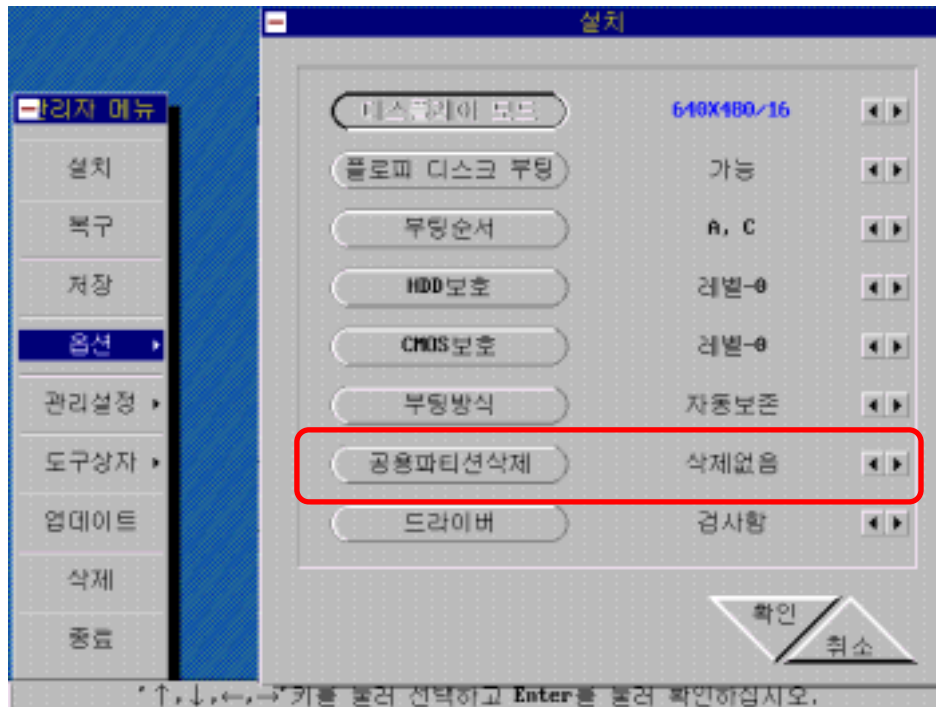 설치
관리자 메뉴
설치
복구
저장
옵션
관리설정
도구상자
업데이트
삭제
종료
디스플레이 모드 640X480/16
플로피 디스크 부팅 가능
부팅순서 A, C
HDD보호 레벨-0
CMOS보호 레벨-0
부팅방식 자동보존
공용파티션삭제 삭제없음
드라이버 검사함
확인
취소
'↑,↓,←,→'키를 눌러 선택하고 Enter를 눌러 확인하십시오.